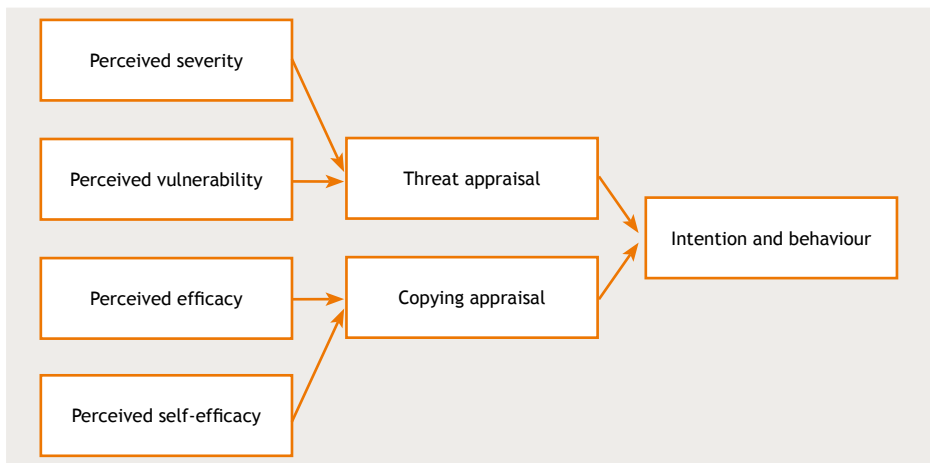 Perceived severity
Perceived vulnerability
Threat appraisal
Intention and behaviour
Perceived efficacy
Copying appraisal
Perceived self-efficacy